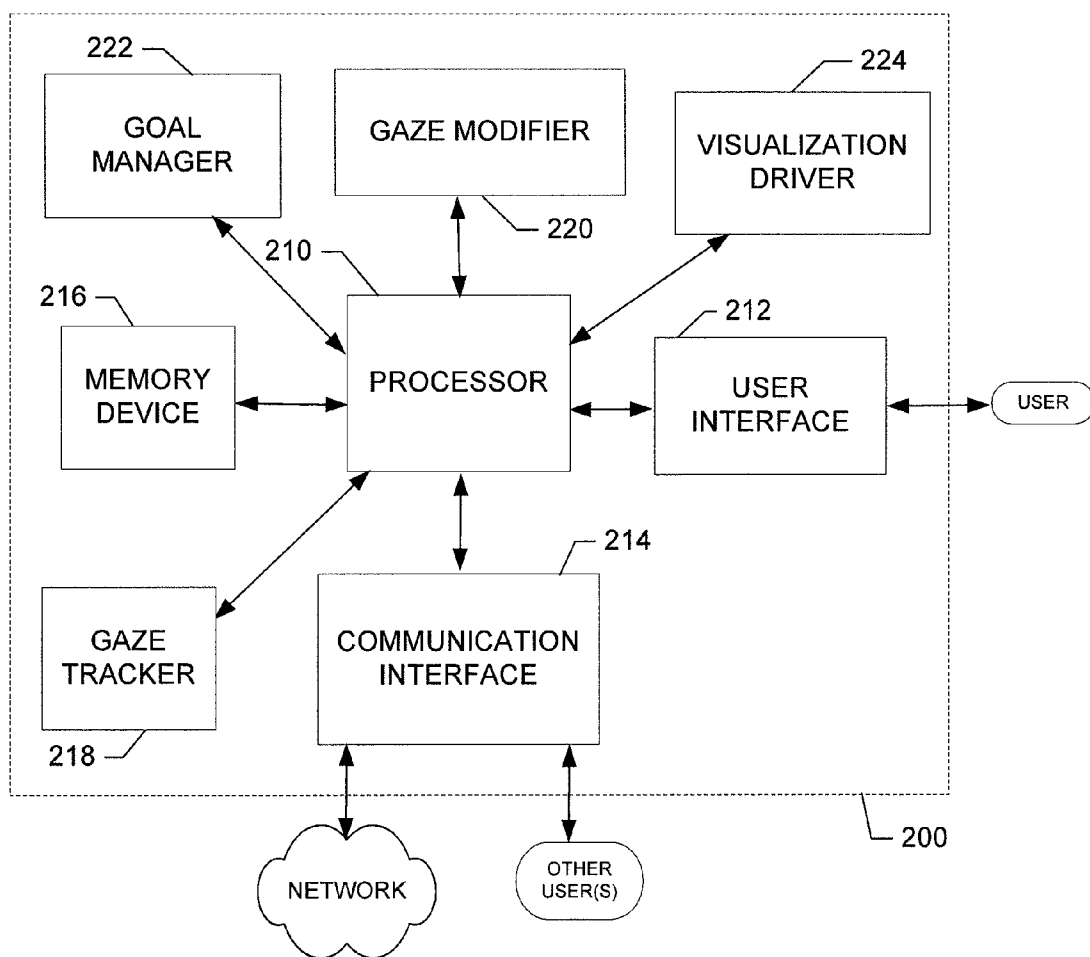 222
GOAL
MANAGER
GAZE MODIFIER
220
224
VISUALIZATION
DRIVER
210
PROCESSOR
216
MEMORY
DEVICE
212
USER
INTERFACE
USER
214
COMMUNICATION
INTERFACE
GAZE
TRACKER
218
200
NETWORK
OTHER
USER(S)